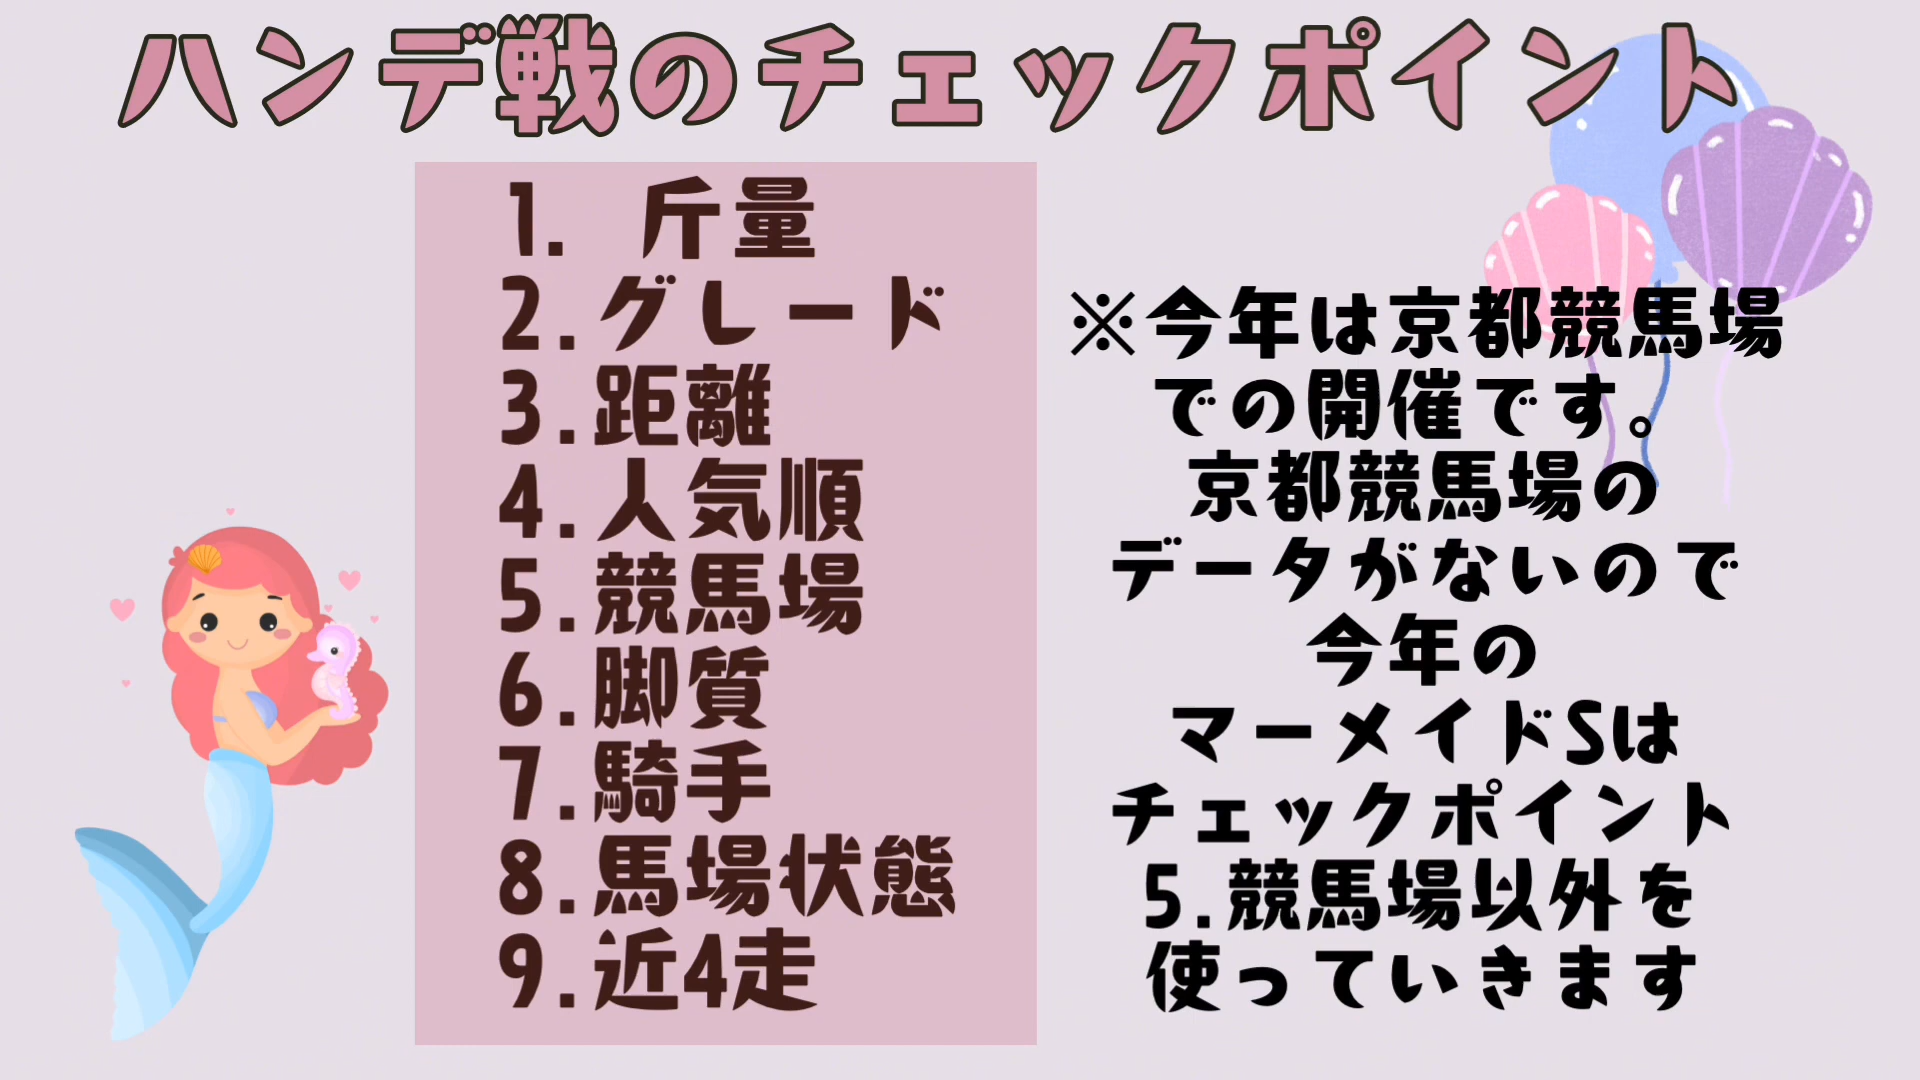 ハンデ戦のチェックポイント
1. 斤量
2.グレード
3.距離
4.人気順
5.競馬場
6.脚質
7.騎手
8.馬場状態
9.近4走
※今年は京都競馬場
での開催です。
京都競馬場の
データがないので
今年の
マーメイドSは
チェックポイント
5.競馬場以外を
使っていきます